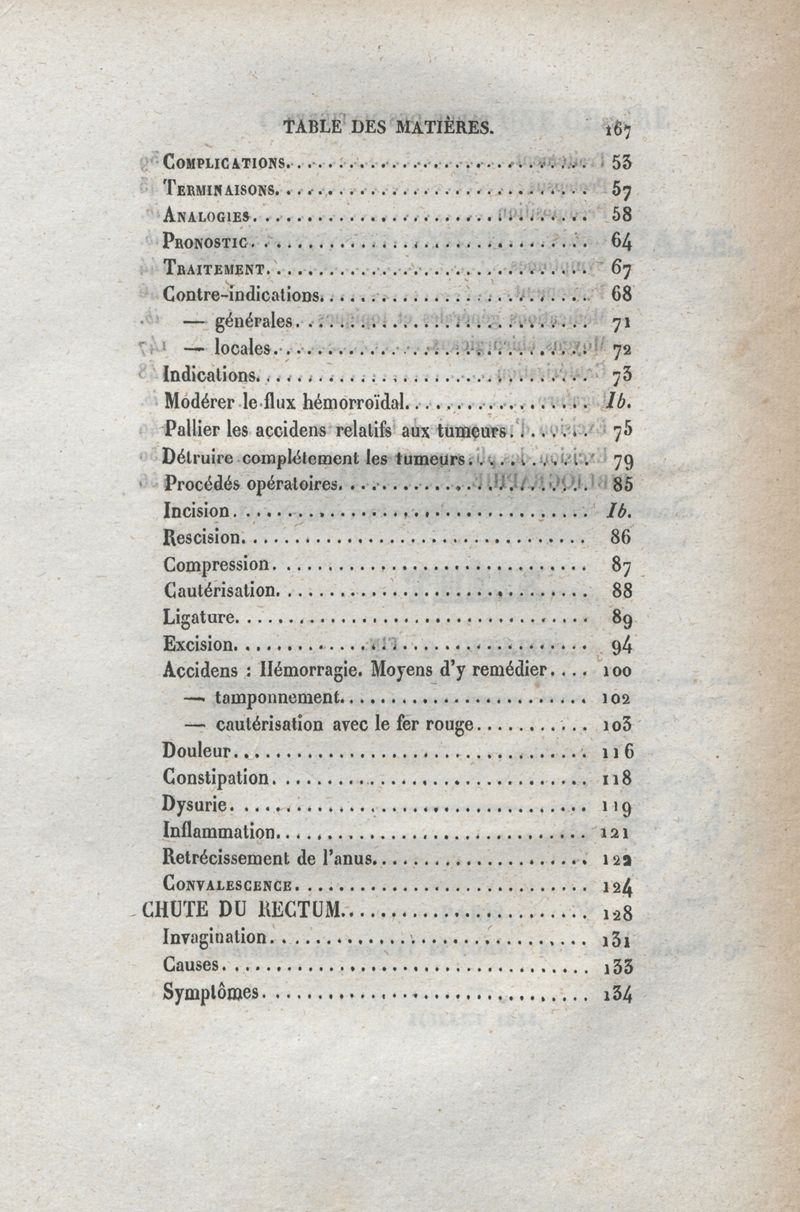 TABLE DES MATIÈRES. 167
COMPLICATIONS. 53
TERMINAISONS. 57
ANALOGIES. 58
PRONOSTIC. 64
TRAITEMENT. 67
Contre-indications. 68
— générales. 71
— locales. 72
Indications. 73
Modérer le flux hémorroïdal. Ib.
Pallier les accidens relatifs aux tumeurs. 75
Détruire complétement les tumeurs. 79
Procédés opératoires. 85
Incision. Ib.
Rescision. 86
Compression. 87
Cautérisation. 88
Ligature. 89
Excision. 94
Accidens : Hémorragie. Moyens d'y remédier. 100
— tamponnement. 102
— cautérisation avec le fer rouge. 103
Douleur. 116
Constipation. 118
Dysurie. 119
Inflammation. 121
Retrécissement de l'anus. 122
CONVALESCENCE. 124
CHUTE DU RECTUM. 128
Invagination. 131
Causes. 133
Symptômes. 134